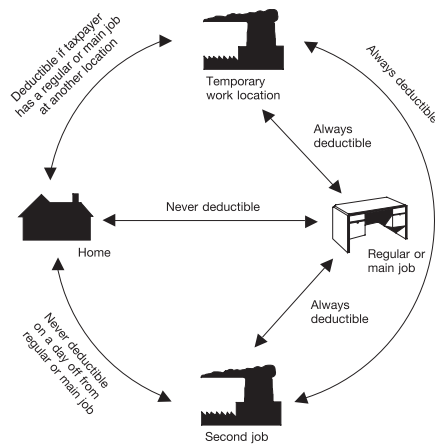 Deductible if taxpayer
has a regular or main job
at another location
Temporary
work location
Always deductible
Always
deductible
Never deductible
Home
Regular or
main job
Always
deductible
Never deductible
on a day off from
regular or main job
Second job